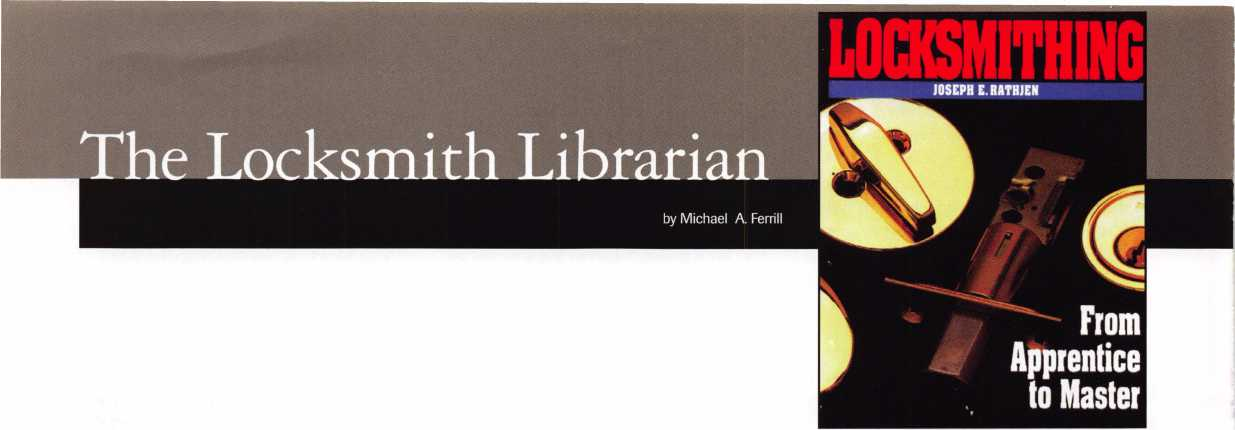 The Locksmith Librarian
by Michael A. Ferrill
LOCKSMITHING
JOSEPH E. RATHJEN
From
Apprentice
to Master